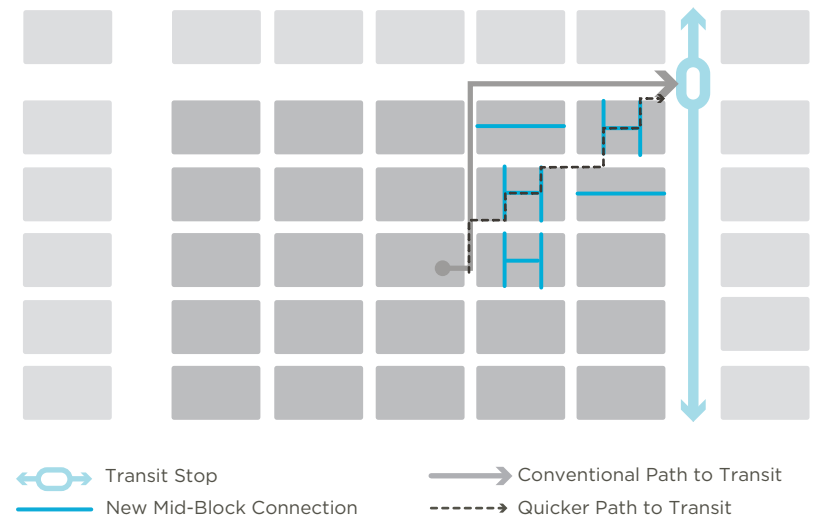 Transit Stop
Conventional Path to Transit
New Mid-Block Connection
Quicker Path to Transit